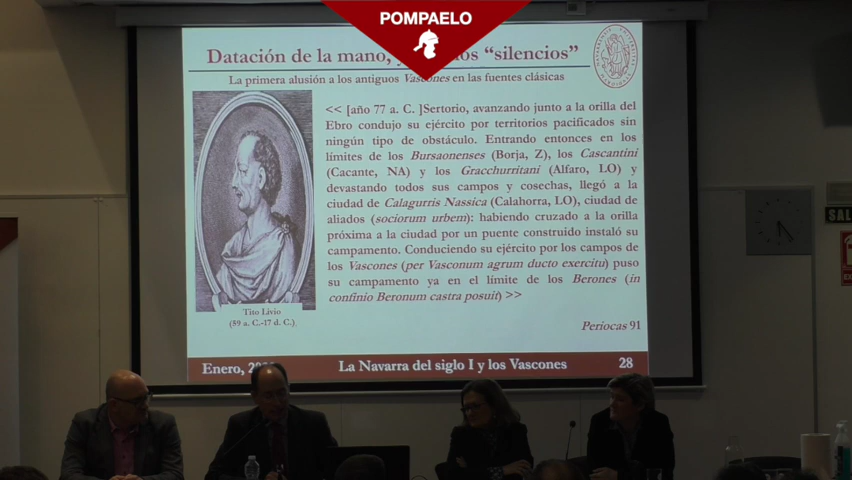 POMPAELO
Datación de la mano, y "silencios"
La primera alusión a los antiguos Vascones en las fuentes clásicas
<< [año 77 a. C. ]Sertorio, avanzando junto a la orilla del
Ebro condujo su ejército por territorios pacificados sin
ningún tipo de obstáculo. Entrando entonces en los
límites de los Bursaonenses (Borja, Z), los Cascantini
(Cacante, NA) y los Gracchurritani (Alfaro, LO) y
devastando todos sus campos y cosechas, llegó a la
ciudad de Calagurris Nassica (Calahorra, LO), ciudad de
aliados (sociorum urbem): habiendo cruzado a la orilla
próxima a la ciudad por un puente construido instaló su
campamento. Conduciendo su ejército por los campos de
los Vascones (per Vasconum agrum ducto exercitu) puso
su campamento ya en el límite de los Berones (in
confinio Beronum castra posuit) >>
Tito Livio
(59 a. C.-17 d. C.)
Periocas 91
Enero, La Navarra del siglo I y los Vascones 28
SAL